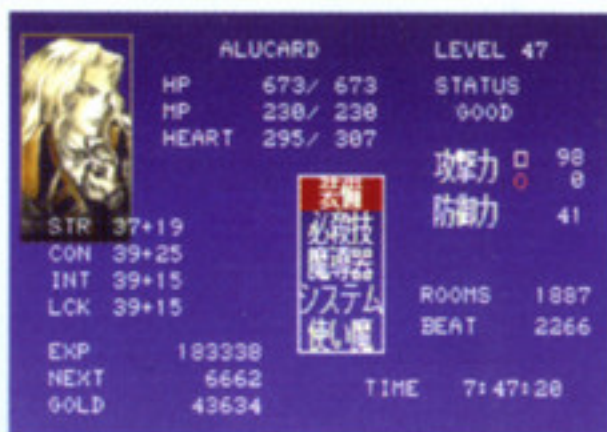 ALUCARD
LEVEL 47
HP 673/ 673
MP 230/ 230
HEART 295/ 307
STATUS
GOOD
攻撃力 □ 98
○ 0
防御力 41
装備
必殺技
魔導器
システム
使い魔
STR 37+19
CON 39+25
INT 39+15
LCK 39+15
ROOMS 1887
BEAT 2266
EXP 183338
NEXT 6662
GOLD 43634
TIME 7:47:20